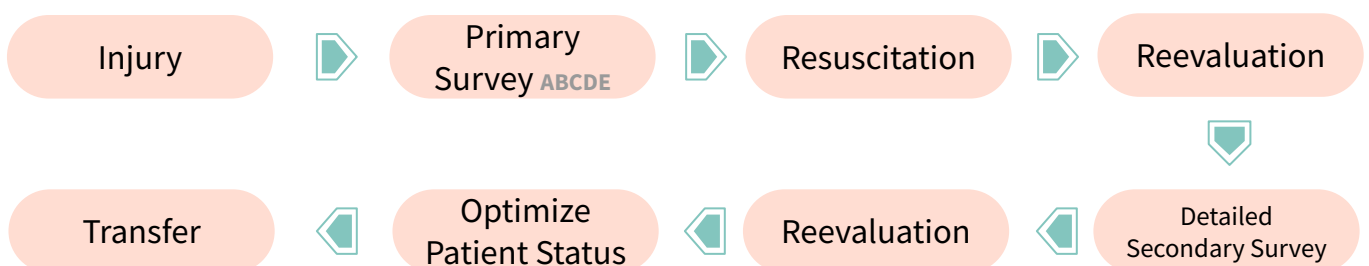 Injury
Primary
Survey ABCDE
Resuscitation
Reevaluation
Detailed
Secondary Survey
Reevaluation
Optimize
Patient Status
Transfer